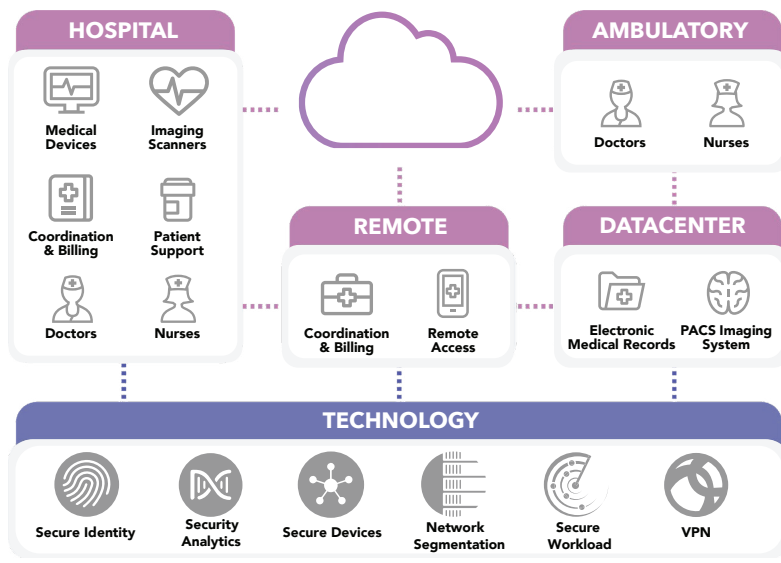 HOSPITAL
Medical
Devices
Imaging
Scanners
Coordination
& Billing
Patient
Support
Doctors
Nurses
AMBULATORY
Doctors
Nurses
REMOTE
Coordination
& Billing
Remote
Access
DATACENTER
Electronic
Medical Records
PACS Imaging
System
TECHNOLOGY
Secure Identity
Security
Analytics
Secure Devices
Network
Segmentation
Secure
Workload
VPN